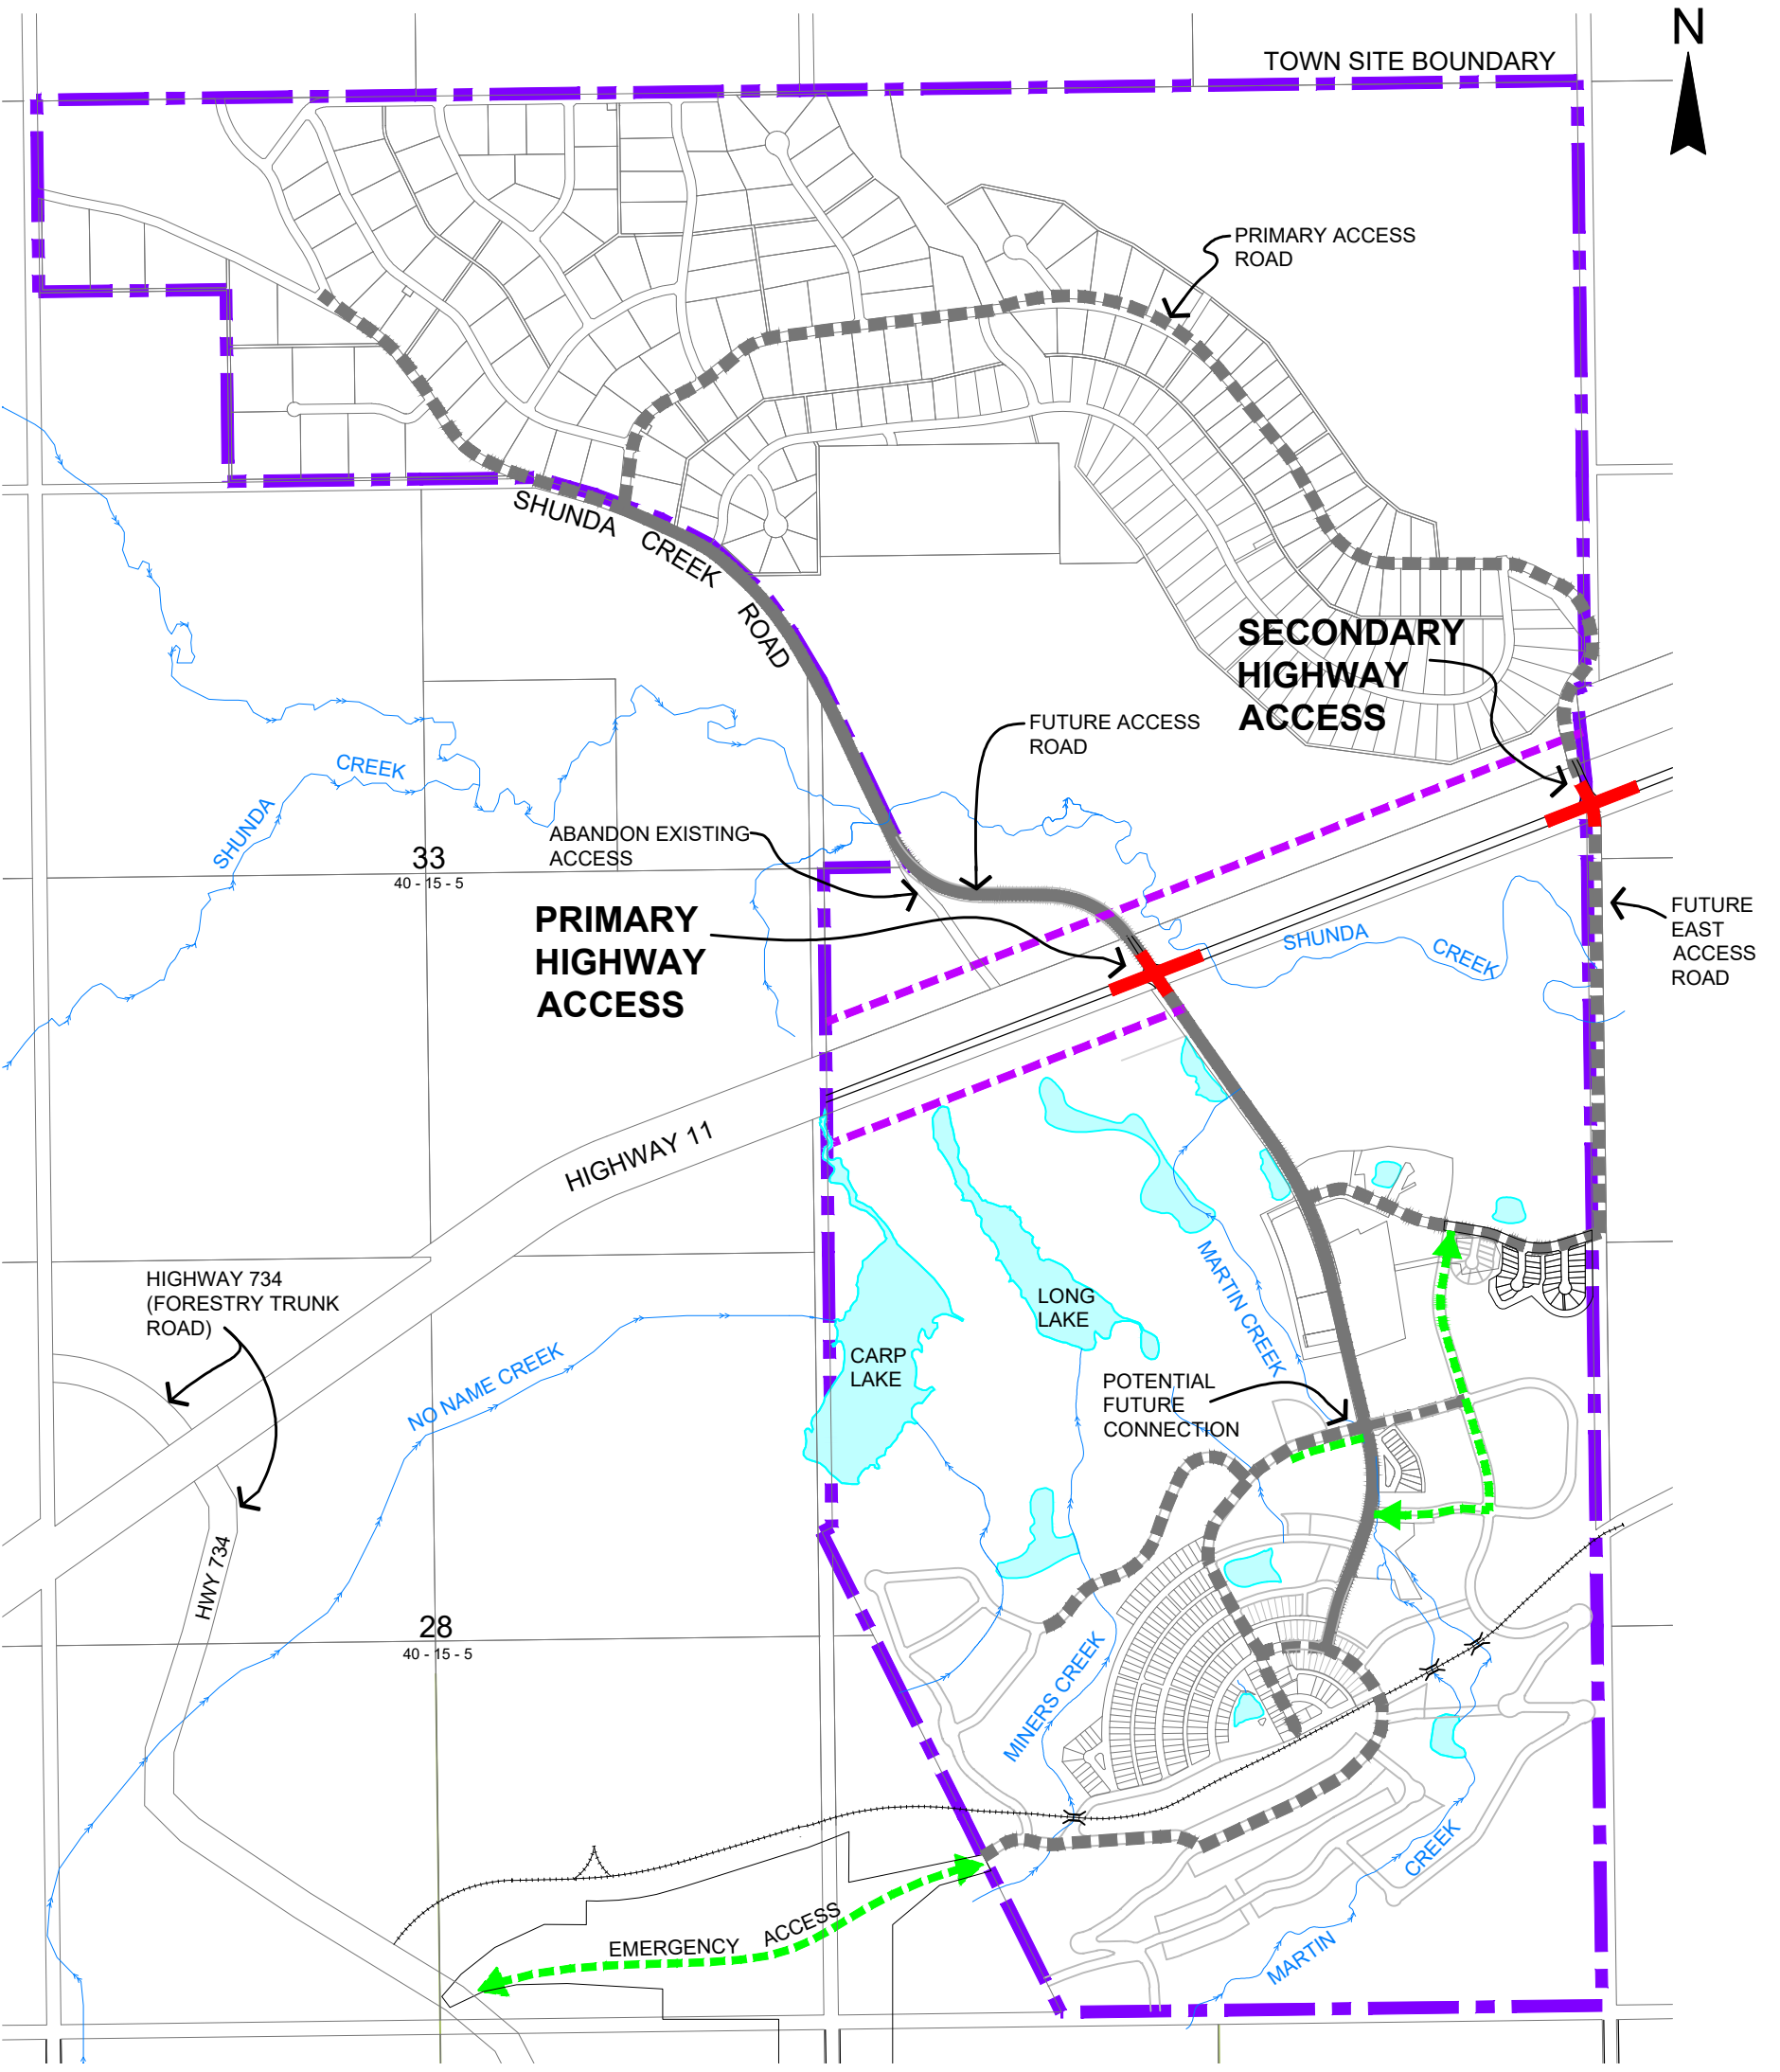 N
TOWN SITE BOUNDARY
PRIMARY ACCESS
ROAD
SHUNDA
CREEK
ROAD
SECONDARY
HIGHWAY
ACCESS
FUTURE ACCESS
ROAD
CREEK
SHUNDA
ABANDON EXISTING
ACCESS
33
40 - 15 - 5
PRIMARY
HIGHWAY
ACCESS
SHUNDA
CREEK
FUTURE
EAST
ACCESS
ROAD
HIGHWAY 11
HIGHWAY 734
(FORESTRY TRUNK
ROAD)
LONG
LAKE
MARTIN CREEK
CARP
LAKE
NO NAME CREEK
POTENTIAL
FUTURE
CONNECTION
HWY 734
28
40 - 15 - 5
MINERS CREEK
CREEK
MARTIN
EMERGENCY
ACCESS